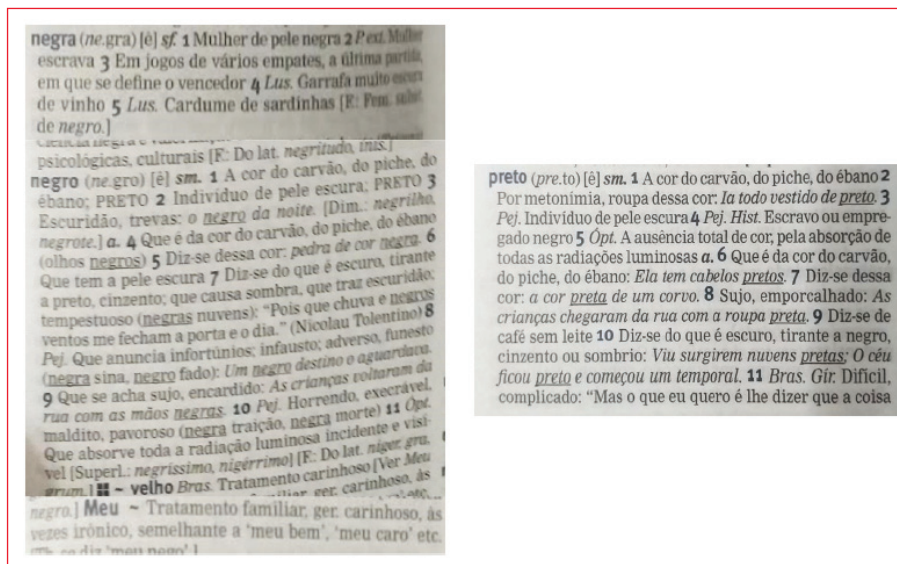 negra (ne.gra) [ê] sf. 1 Mulher de pele negra 2 P.ext. Mulher
escrava 3 Em jogos de vários empates, a última partida,
em que se define o vencedor 4 Lus. Garrafa muito escura
de vinho 5 Lus. Cardume de sardinhas [F.: Fem. subst.
de negro.]
psicológicas, culturais [F.: Do lat. negritudo, inis.]
negro (ne.gro) [ê] sm. 1 A cor do carvão, do piche, do
ébano; PRETO 2 Indivíduo de pele escura; PRETO 3
Escuridão, trevas: o negro da noite. [Dim.: negrilho,
negrote.] a. 4 Que é da cor do carvão, do piche, do ébano
(olhos negros) 5 Diz-se dessa cor: pedra de cor negra. 6
Que tem a pele escura 7 Diz-se do que é escuro, tirante
a preto, cinzento; que causa sombra, que traz escuridão;
tempestuoso (negras nuvens): "Pois que chuva e negros
ventos me fecham a porta e o dia." (Nicolau Tolentino) 8
Pej. Que anuncia infortúnios; infausto; adverso, funesto
(negra sina, negro fado): Um negro destino o aguardava.
9 Que se acha sujo, encardido: As crianças voltaram da
rua com as mãos negras. 10 Pej. Horrendo, execrável,
maldito, pavoroso (negra traição, negra morte) 11 Ópt.
Que absorve toda a radiação luminosa incidente e visí-
vel [Superl.: negríssimo, nigérrimo] [F.: Do lat. niger, gra,
grum.] ~ velho Bras. Tratamento carinhoso [Ver Meu
negro.] Meu ~ Tratamento familiar, ger. carinhoso, às
vezes irônico, semelhante a 'meu bem', 'meu caro' etc.
preto (pre.to) [ê] sm. 1 A cor do carvão, do piche, do ébano 2
Por metonímia, roupa dessa cor: Ia todo vestido de preto. 3
Pej. Indivíduo de pele escura 4 Pej. Hist. Escravo ou empre-
gado negro 5 Ópt. A ausência total de cor, pela absorção de
todas as radiações luminosas a. 6 Que é da cor do carvão,
do piche, do ébano: Ela tem cabelos pretos. 7 Diz-se dessa
cor: a cor preta de um corvo. 8 Sujo, emporcalhado: As
crianças chegaram da rua com a roupa preta. 9 Diz-se de
café sem leite 10 Diz-se do que é escuro, tirante a negro,
cinzento ou sombrio: Viu surgirem nuvens pretas; O céu
ficou preto e começou um temporal. 11 Bras. Gír. Difícil,
complicado: "Mas o que eu quero é lhe dizer que a coisa